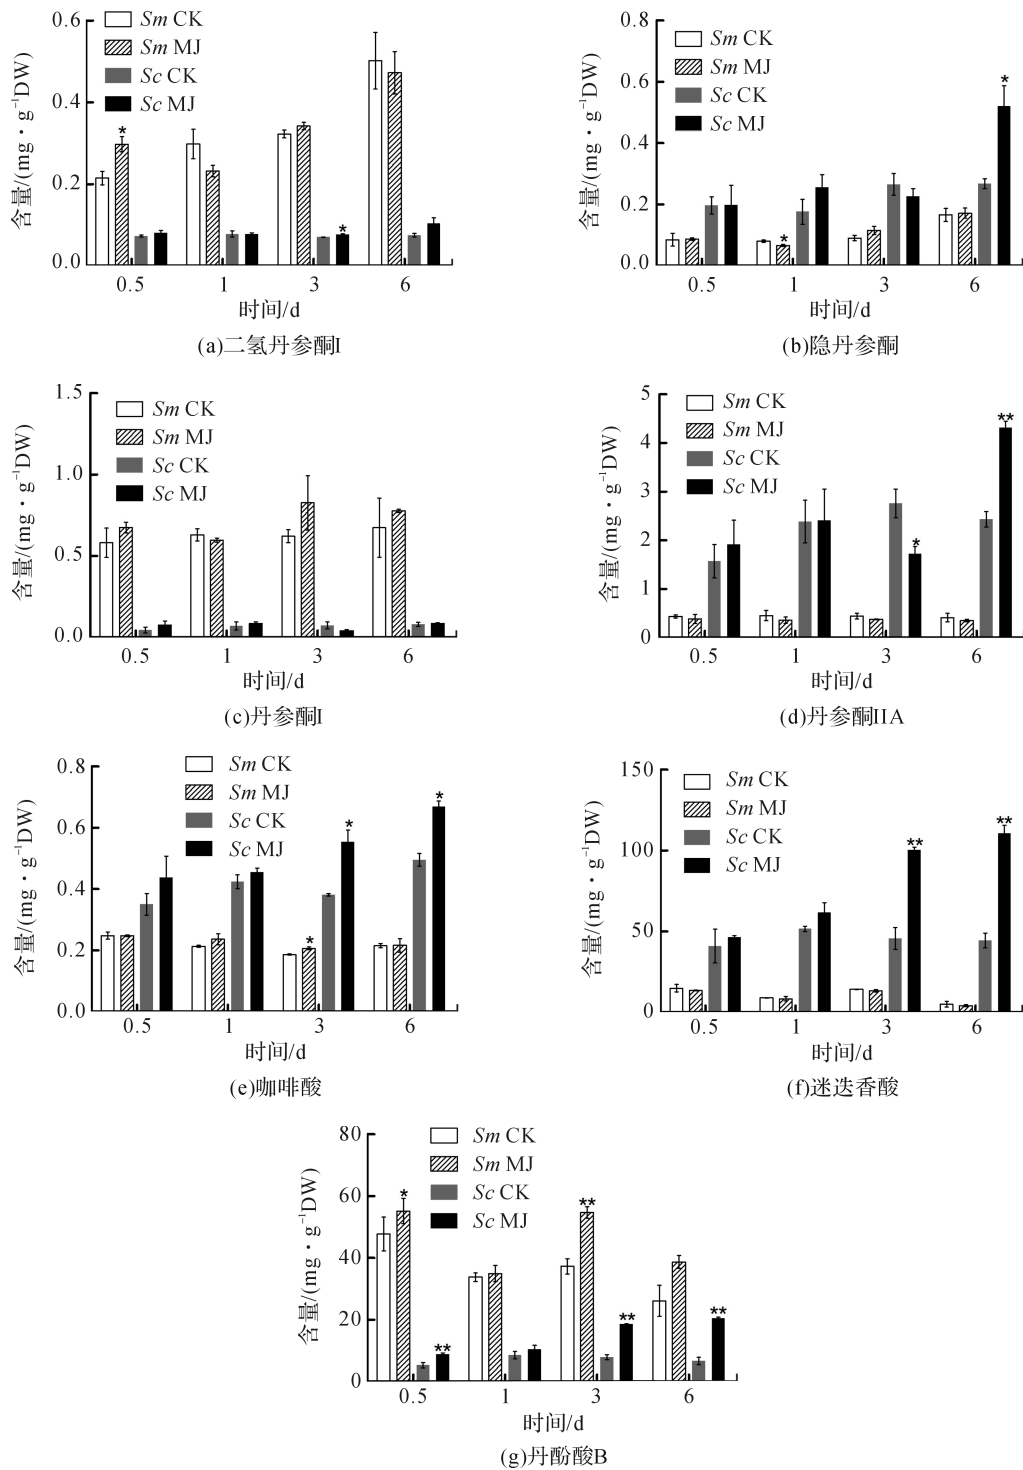 0.6
0.4
0.2
0.0
含量/(mg·g⁻¹DW)
Sm CK
Sm MJ
Sc CK
Sc MJ
*
*
0.5 1 3 6
时间/d
(a)二氢丹参酮I
0.8
0.6
0.4
0.2
0.0
含量/(mg·g⁻¹DW)
Sm CK
Sm MJ
Sc CK
Sc MJ
*
*
0.5 1 3 6
时间/d
(b)隐丹参酮
1.5
1.0
0.5
0.0
含量/(mg·g⁻¹DW)
Sm CK
Sm MJ
Sc CK
Sc MJ
0.5 1 3 6
时间/d
(c)丹参酮I
5
4
3
2
1
0
含量/(mg·g⁻¹DW)
Sm CK
Sm MJ
Sc CK
Sc MJ
*
**
0.5 1 3 6
时间/d
(d)丹参酮IIA
0.8
0.6
0.4
0.2
0.0
含量/(mg·g⁻¹DW)
Sm CK
Sm MJ
Sc CK
Sc MJ
*
*
*
0.5 1 3 6
时间/d
(e)咖啡酸
150
100
50
0
含量/(mg·g⁻¹DW)
Sm CK
Sm MJ
Sc CK
Sc MJ
**
**
0.5 1 3 6
时间/d
(f)迷迭香酸
80
60
40
20
0
含量/(mg·g⁻¹DW)
Sm CK
Sm MJ
Sc CK
Sc MJ
*
**
**
**
**
0.5 1 3 6
时间/d
(g)丹酚酸B